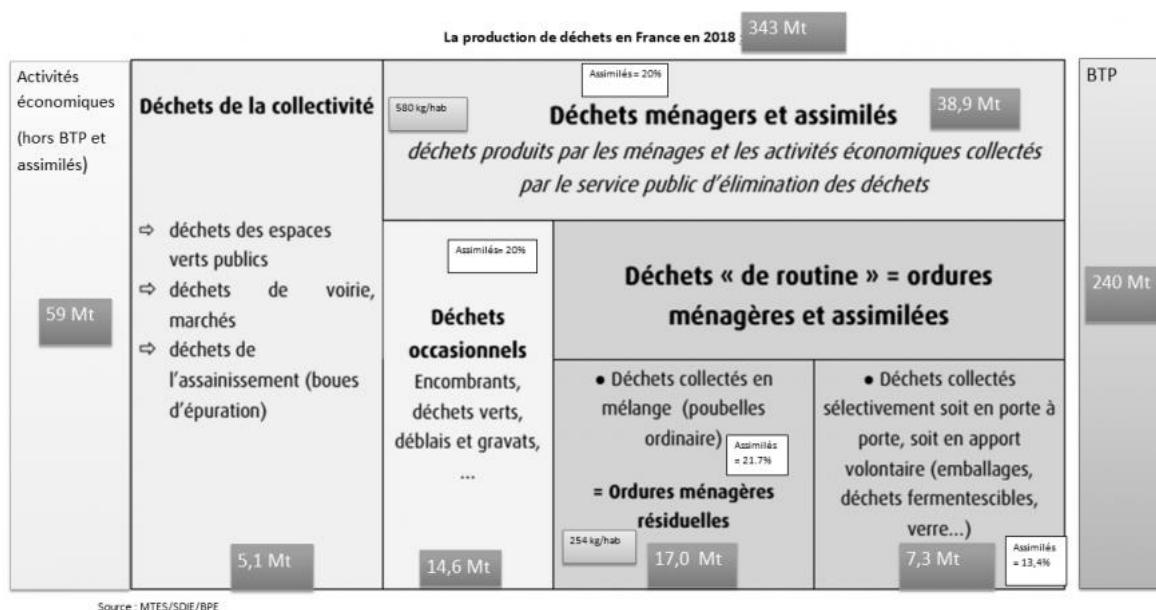 La production de déchets en France en 2018 :
343 Mt
Activités
économiques
(hors BTP et
assimilés)
59 Mt
Déchets de la collectivité
⇨ déchets des espaces
verts publics
⇨ déchets de voirie,
marchés
⇨ déchets de
l'assainissement (boues
d'épuration)
5,1 Mt
Assimilés= 20%
580 kg/hab
Déchets ménagers et assimilés
38,9 Mt
déchets produits par les ménages et les activités économiques collectés
par le service public d'élimination des déchets
Assimilés= 20%
Déchets
occasionnels
Encombrants,
déchets verts,
déblais et gravats,
...
14,6 Mt
Déchets « de routine » = ordures
ménagères et assimilées
● Déchets collectés en
mélange (poubelles
ordinaire)
Assimilés
= 21.7%
= Ordures ménagères
résiduelles
254 kg/hab
17,0 Mt
● Déchets collectés
sélectivement soit en porte à
porte, soit en apport
volontaire (emballages,
déchets fermentescibles,
verre...)
7,3 Mt
Assimilés
= 13,4%
BTP
240 Mt
Source : MTES/SDIE/BPE